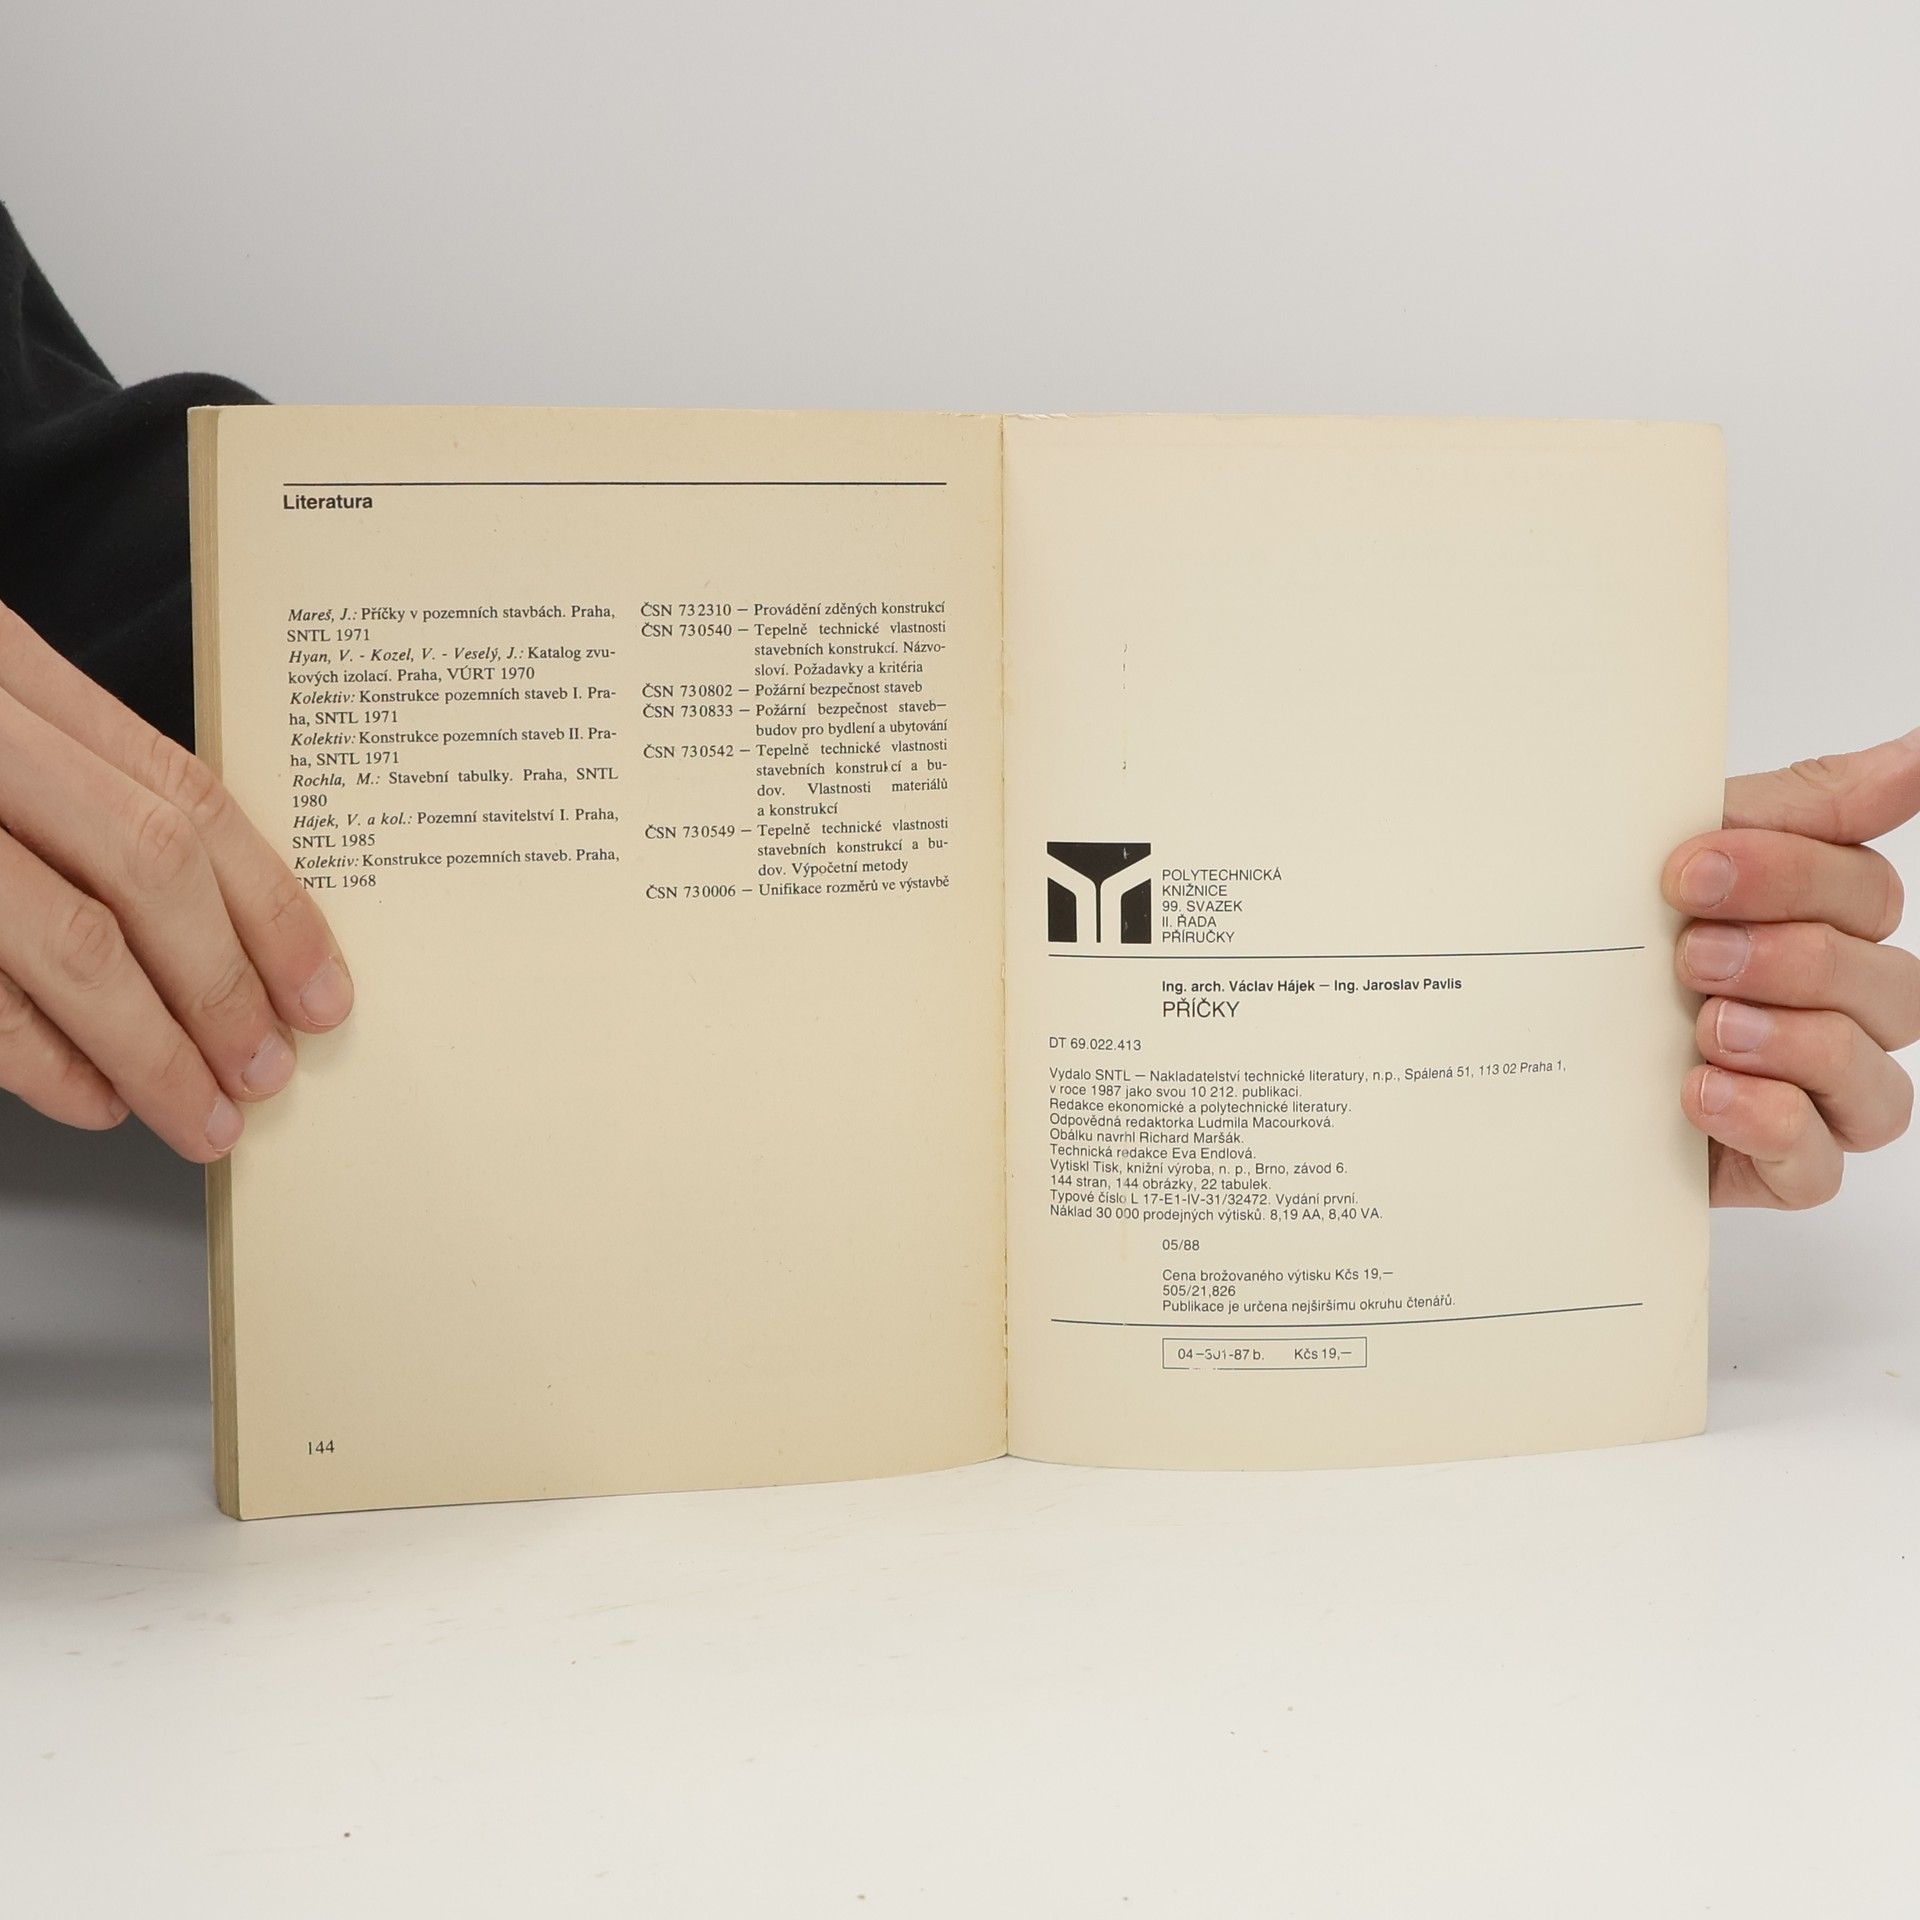 Literatura
Mareš, J.: Příčky v pozemních stavbách. Praha,
SNTL 1971
Hyan, V. - Kozel, V. - Veselý, J.: Katalog zvu-
kových izolací. Praha, VÚRT 1970
Kolektiv: Konstrukce pozemních staveb I. Pra-
ha, SNTL 1971
Kolektiv: Konstrukce pozemních staveb II. Pra-
ha, SNTL 1971
Rochla, M.: Stavební tabulky. Praha, SNTL
1980
Hájek, V. a kol.: Pozemní stavitelství I. Praha,
SNTL 1985
Kolektiv: Konstrukce pozemních staveb. Praha,
SNTL 1968
ČSN 73 2310 — Provádění zděných konstrukcí
ČSN 73 0540 — Tepelně technické vlastnosti
stavebních konstrukcí. Názvo-
sloví. Požadavky a kritéria
ČSN 73 0802 — Požární bezpečnost staveb
ČSN 73 0833 — Požární bezpečnost staveb—
budov pro bydlení a ubytování
ČSN 73 0542 — Tepelně technické vlastnosti
stavebních konstrukcí a bu-
dov. Vlastnosti materiálů
a konstrukcí
ČSN 73 0549 — Tepelně technické vlastnosti
stavebních konstrukcí a bu-
dov. Výpočetní metody
ČSN 73 0006 — Unifikace rozměrů ve výstavbě
144
POLYTECHNICKÁ
KNIŽNICE
99. SVAZEK
II. ŘADA
PŘÍRUČKY
Ing. arch. Václav Hájek — Ing. Jaroslav Pavlis
PŘÍČKY
DT 69.022.413
Vydalo SNTL — Nakladatelství technické literatury, n.p., Spálená 51, 113 02 Praha 1,
v roce 1987 jako svou 10 212. publikaci.
Redakce ekonomické a polytechnické literatury.
Odpovědná redaktorka Ludmila Macourková.
Obálku navrhl Richard Maršák.
Technická redakce Eva Endlová.
Vytiskl Tisk, knižní výroba, n. p., Brno, závod 6.
144 stran, 144 obrázky, 22 tabulek.
Typové číslo L 17-E1-IV-31/32472. Vydání první.
Náklad 30 000 prodejných výtisků. 8,19 AA, 8,40 VA.
05/88
Cena brožovaného výtisku Kčs 19,—
505/21,826
Publikace je určena nejširšímu okruhu čtenářů.
04-301-87 b. Kčs 19,—